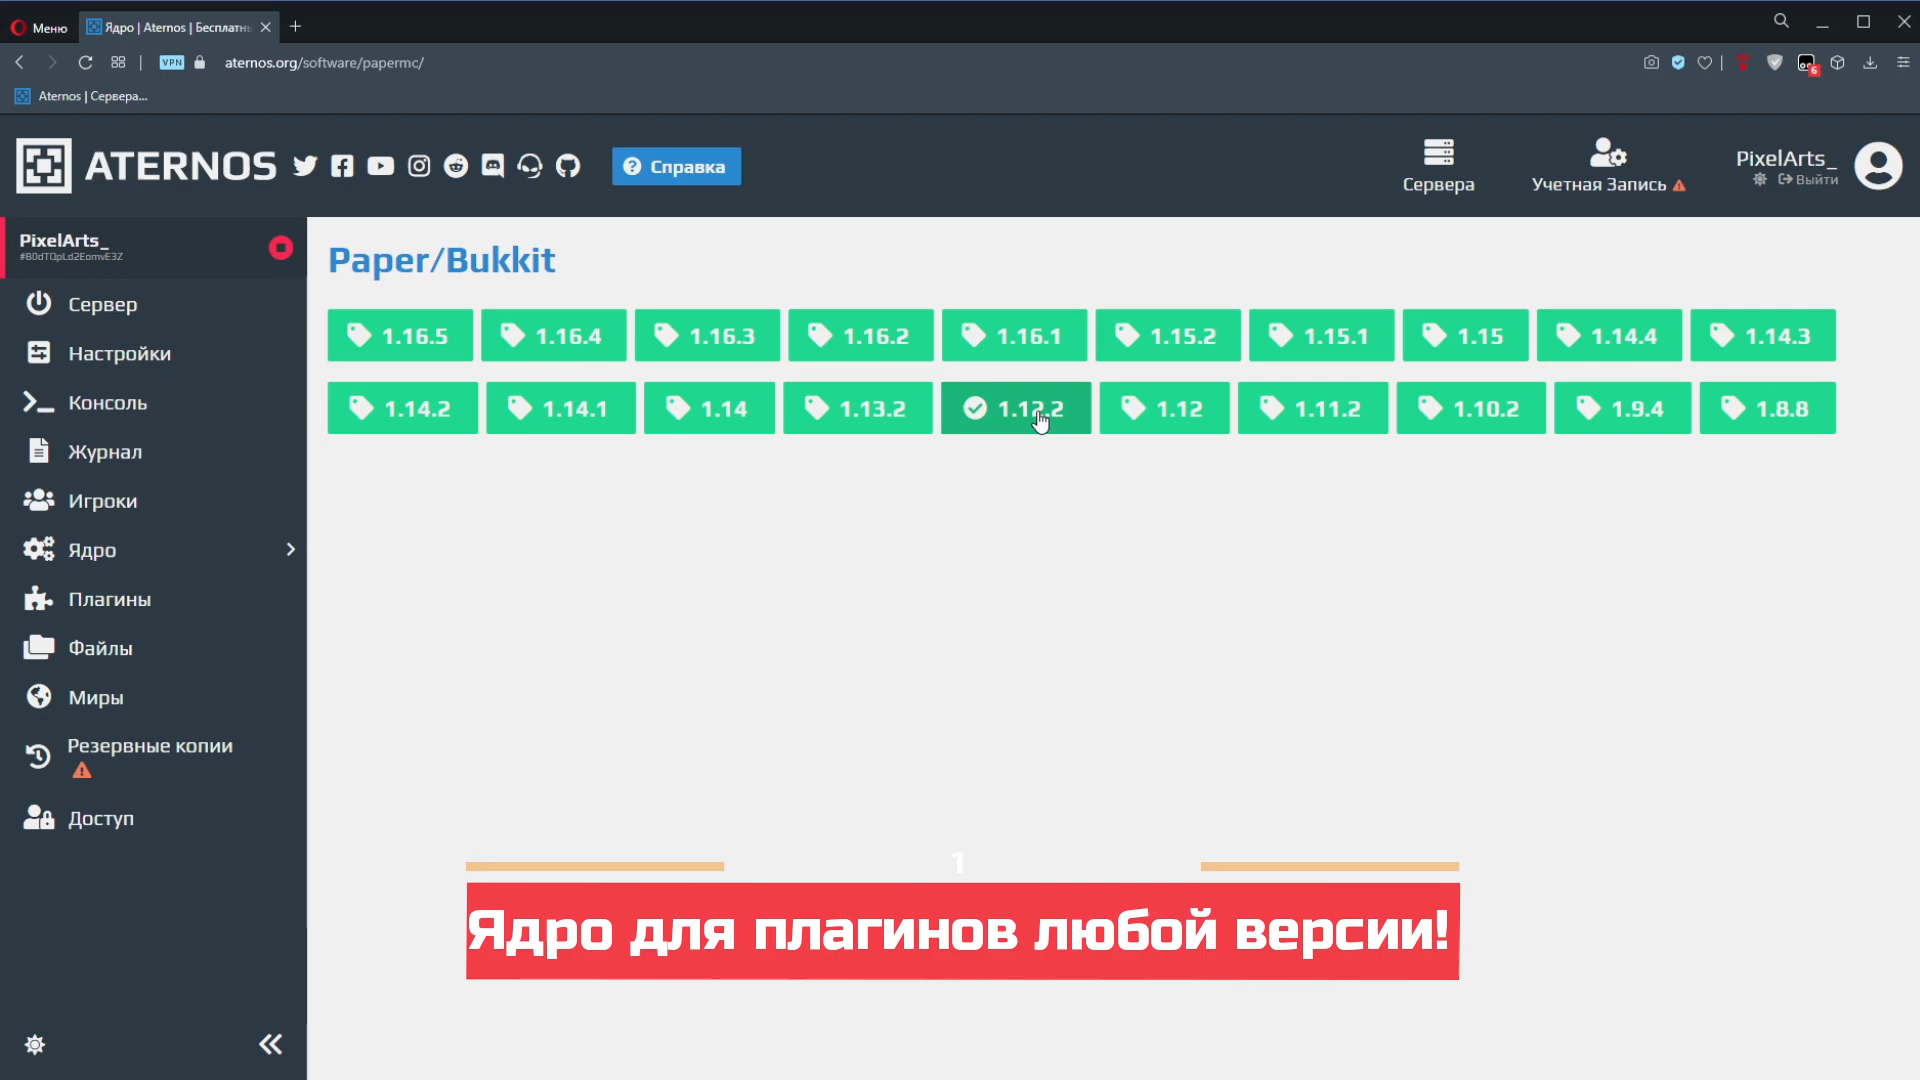 Меню
Ядро | Aternos | Бесплатн
VPN
aternos.org/software/papermc/
6
Aternos | Сервера...
ATERNOS
Справка
Сервера
Учетная Запись
PixelArts_
Выйти
PixelArts_
#B0dTQpLd2EomvE3Z
Сервер
Настройки
Консоль
Журнал
Игроки
Ядро
Плагины
Файлы
Миры
Резервные копии
Доступ
Paper/Bukkit
1.16.5 1.16.4 1.16.3 1.16.2 1.16.1 1.15.2 1.15.1 1.15 1.14.4 1.14.3
1.14.2 1.14.1 1.14 1.13.2 1.12.2 1.12 1.11.2 1.10.2 1.9.4 1.8.8
1
Ядро для плагинов любой версии!